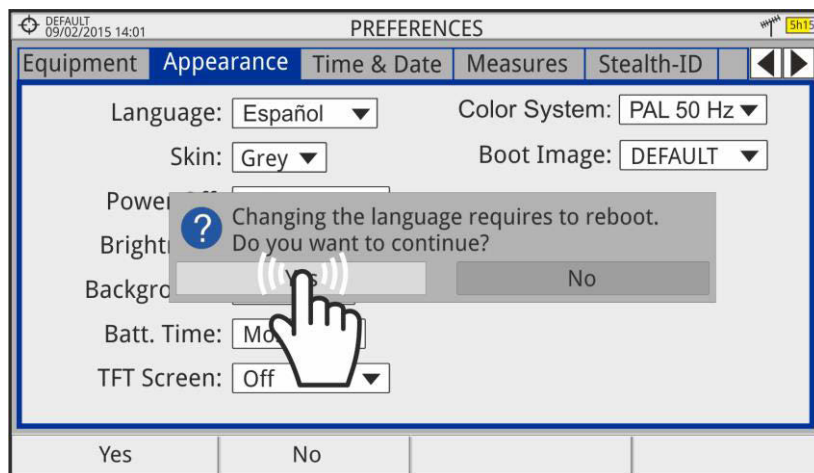 DEFAULT
09/02/2015 14:01
PREFERENCES
5h15
Equipment Appearance Time & Date Measures Stealth-ID
Language: Español
Color System: PAL 50 Hz
Skin: Grey
Boot Image: DEFAULT
Changing the language requires to reboot.
Do you want to continue?
Yes No
Batt. Time:
TFT Screen: Off
Yes No